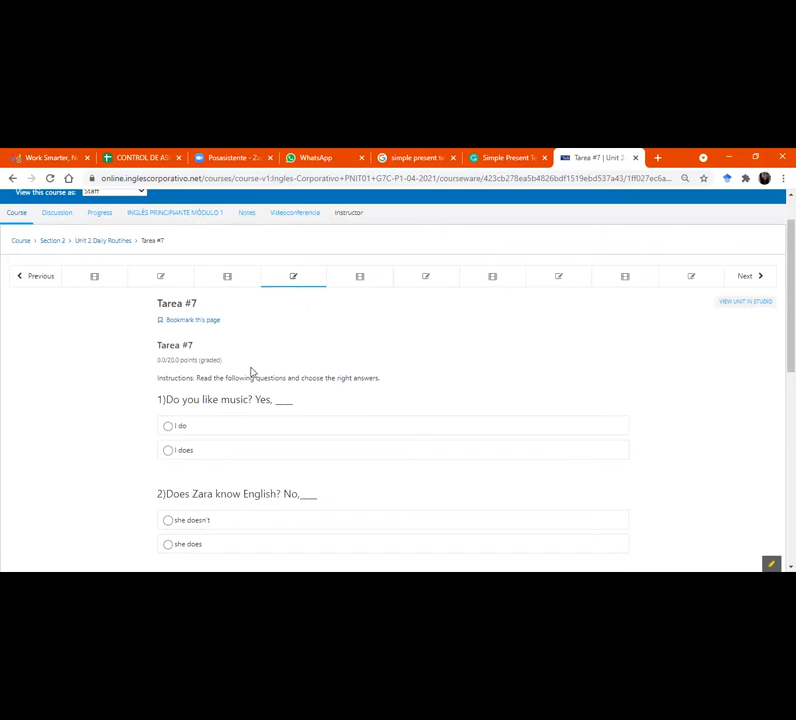 Work Smarter, N
CONTROL DE AS
Posasistente - Zo
WhatsApp
simple present te
Simple Present Te
Tarea #7 | Unit 2
online.inglescorporativo.net/courses/course-v1:Ingles-Corporativo+PNIT01+G7C-P1-04-2021/courseware/423cb278ea5b4826bdf1519ebd537a43/1ff027ec6a...
View this course as: Staff
Course
Discussion
Progress
INGLÉS PRINCIPIANTE MÓDULO 1
Notes
Videoconferencia
Instructor
Course > Section 2 > Unit 2 Daily Routines > Tarea #7
Previous
Next
Tarea #7
VIEW UNIT IN STUDIO
Bookmark this page
Tarea #7
0.0/20.0 points (graded)
Instructions: Read the following questions and choose the right answers.
1)Do you like music? Yes, ____
I do
I does
2)Does Zara know English? No,____
she doesn't
she does